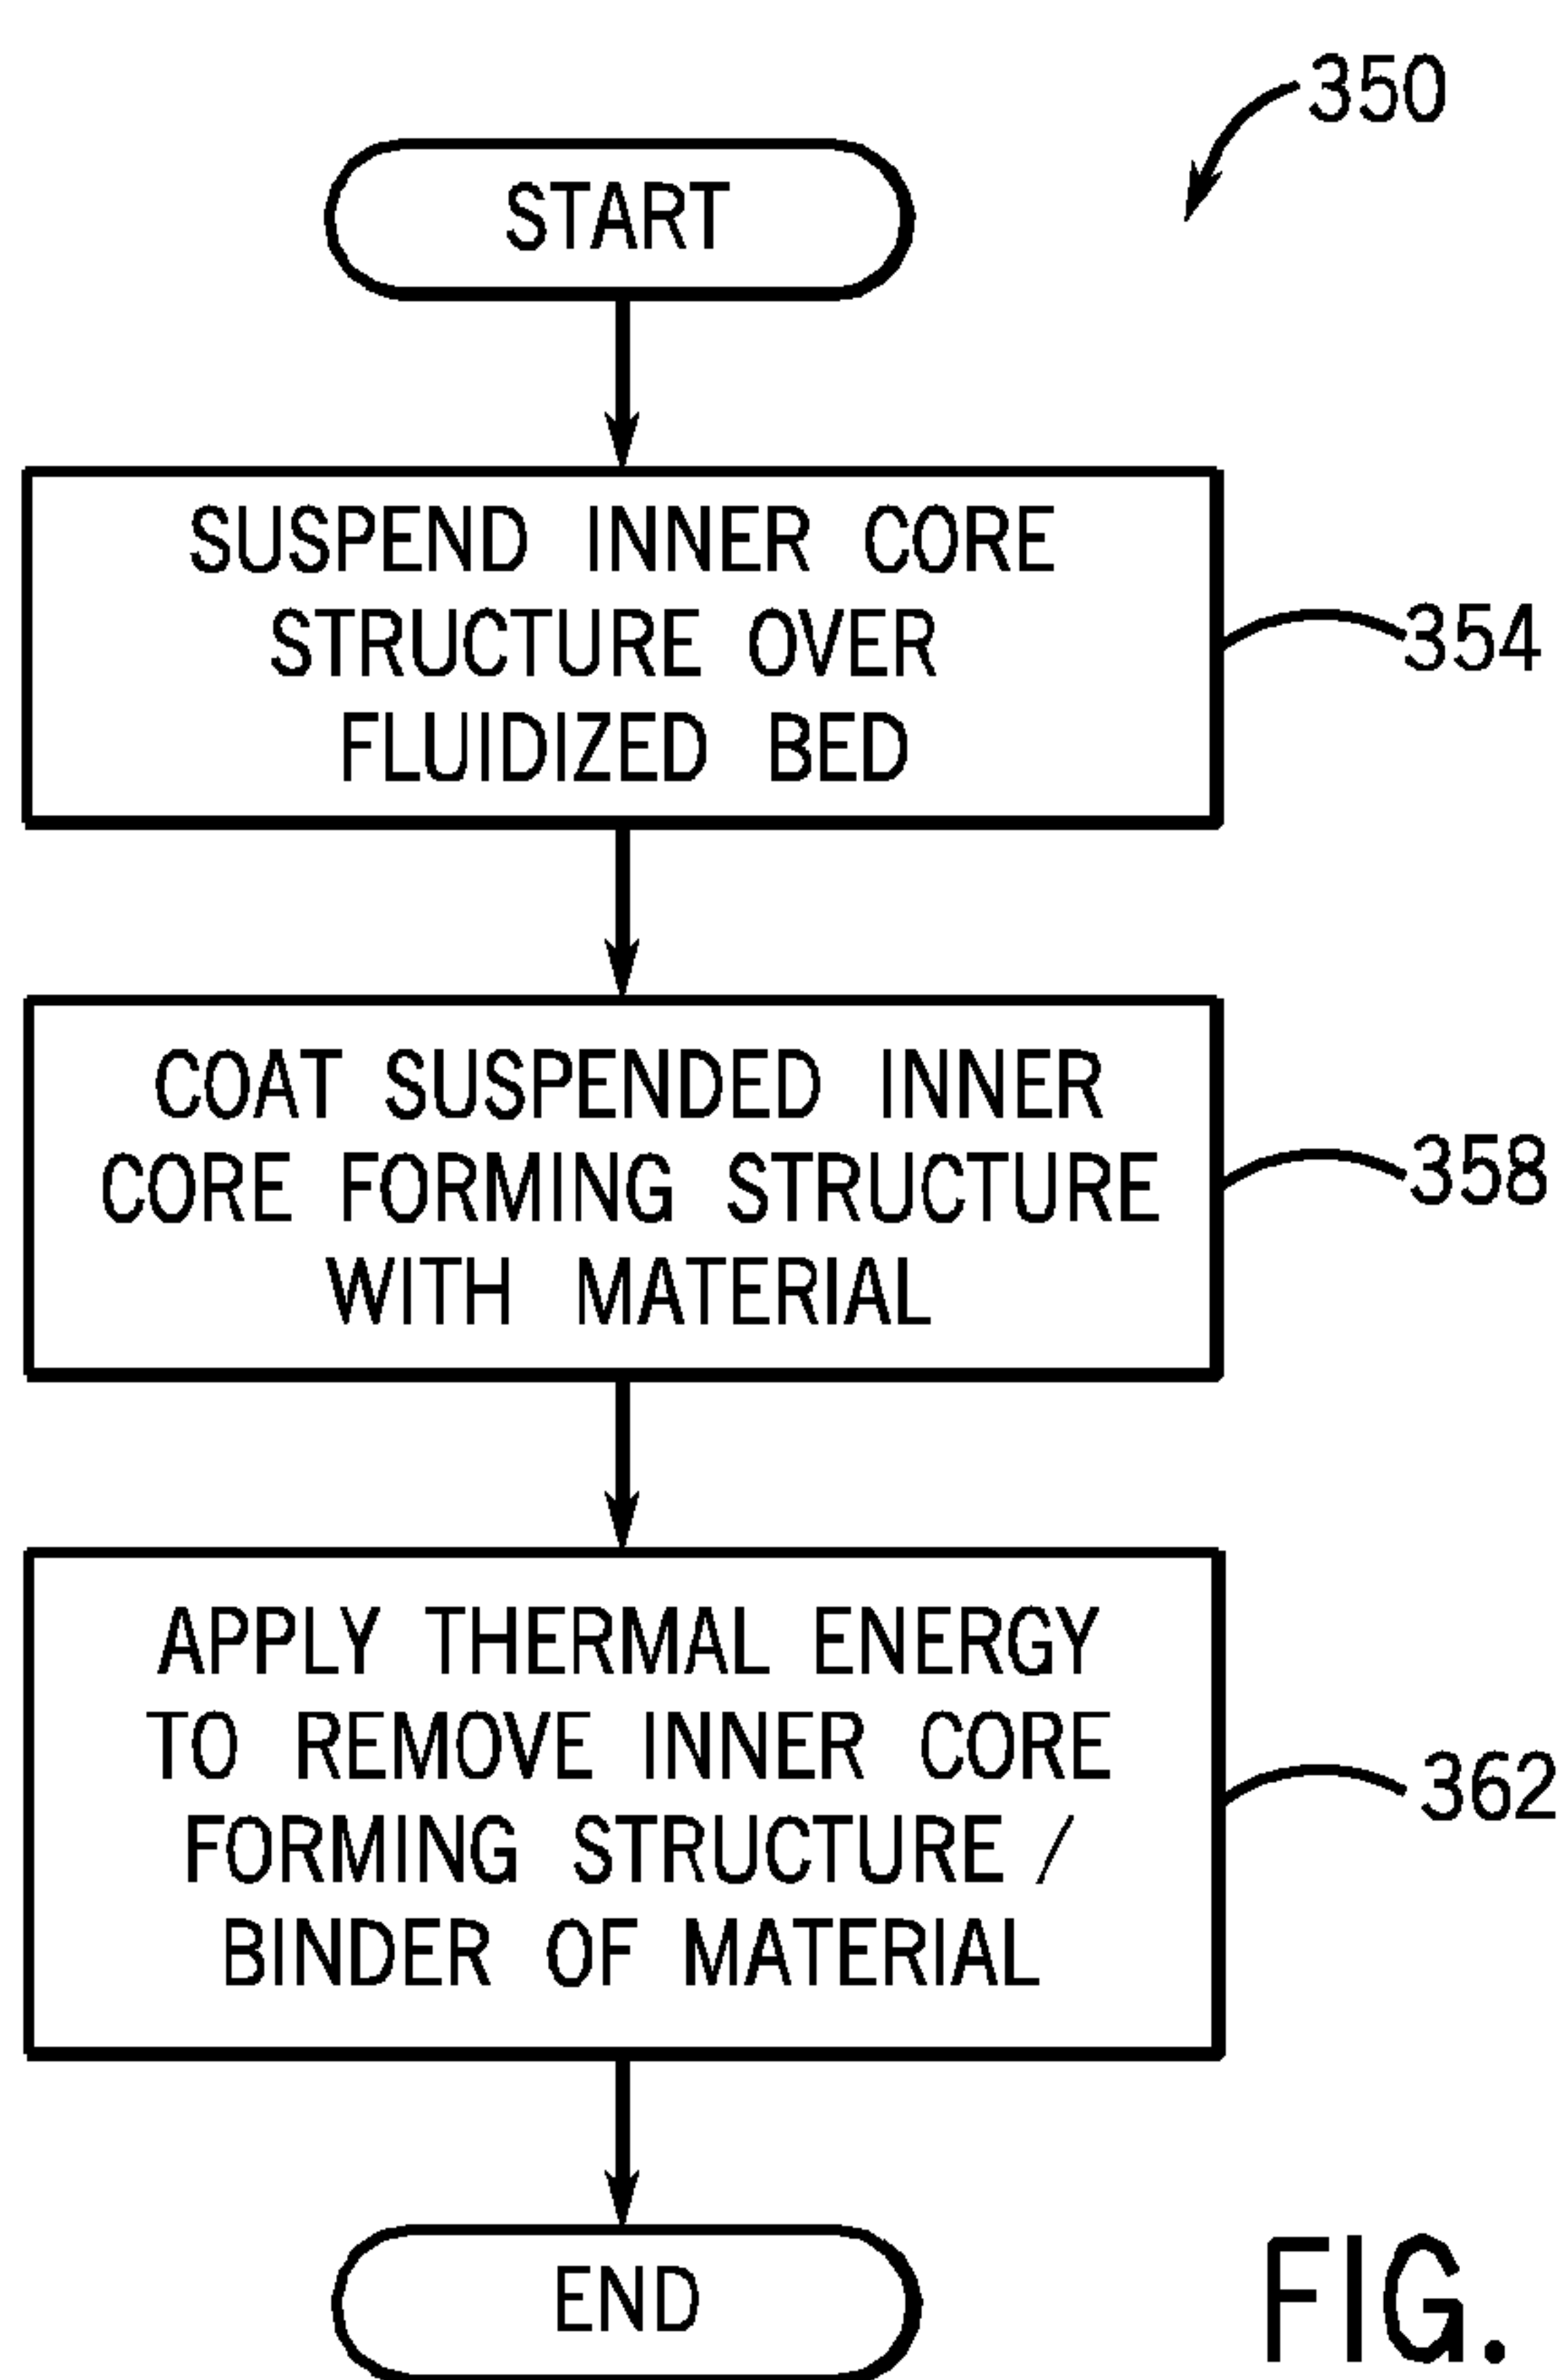 350
START
SUSPEND INNER CORE
STRUCTURE OVER
FLUIDIZED BED
354
COAT SUSPENDED INNER
CORE FORMING STRUCTURE
WITH MATERIAL
358
APPLY THERMAL ENERGY
TO REMOVE INNER CORE
FORMING STRUCTURE /
BINDER OF MATERIAL
362
END
FIG.